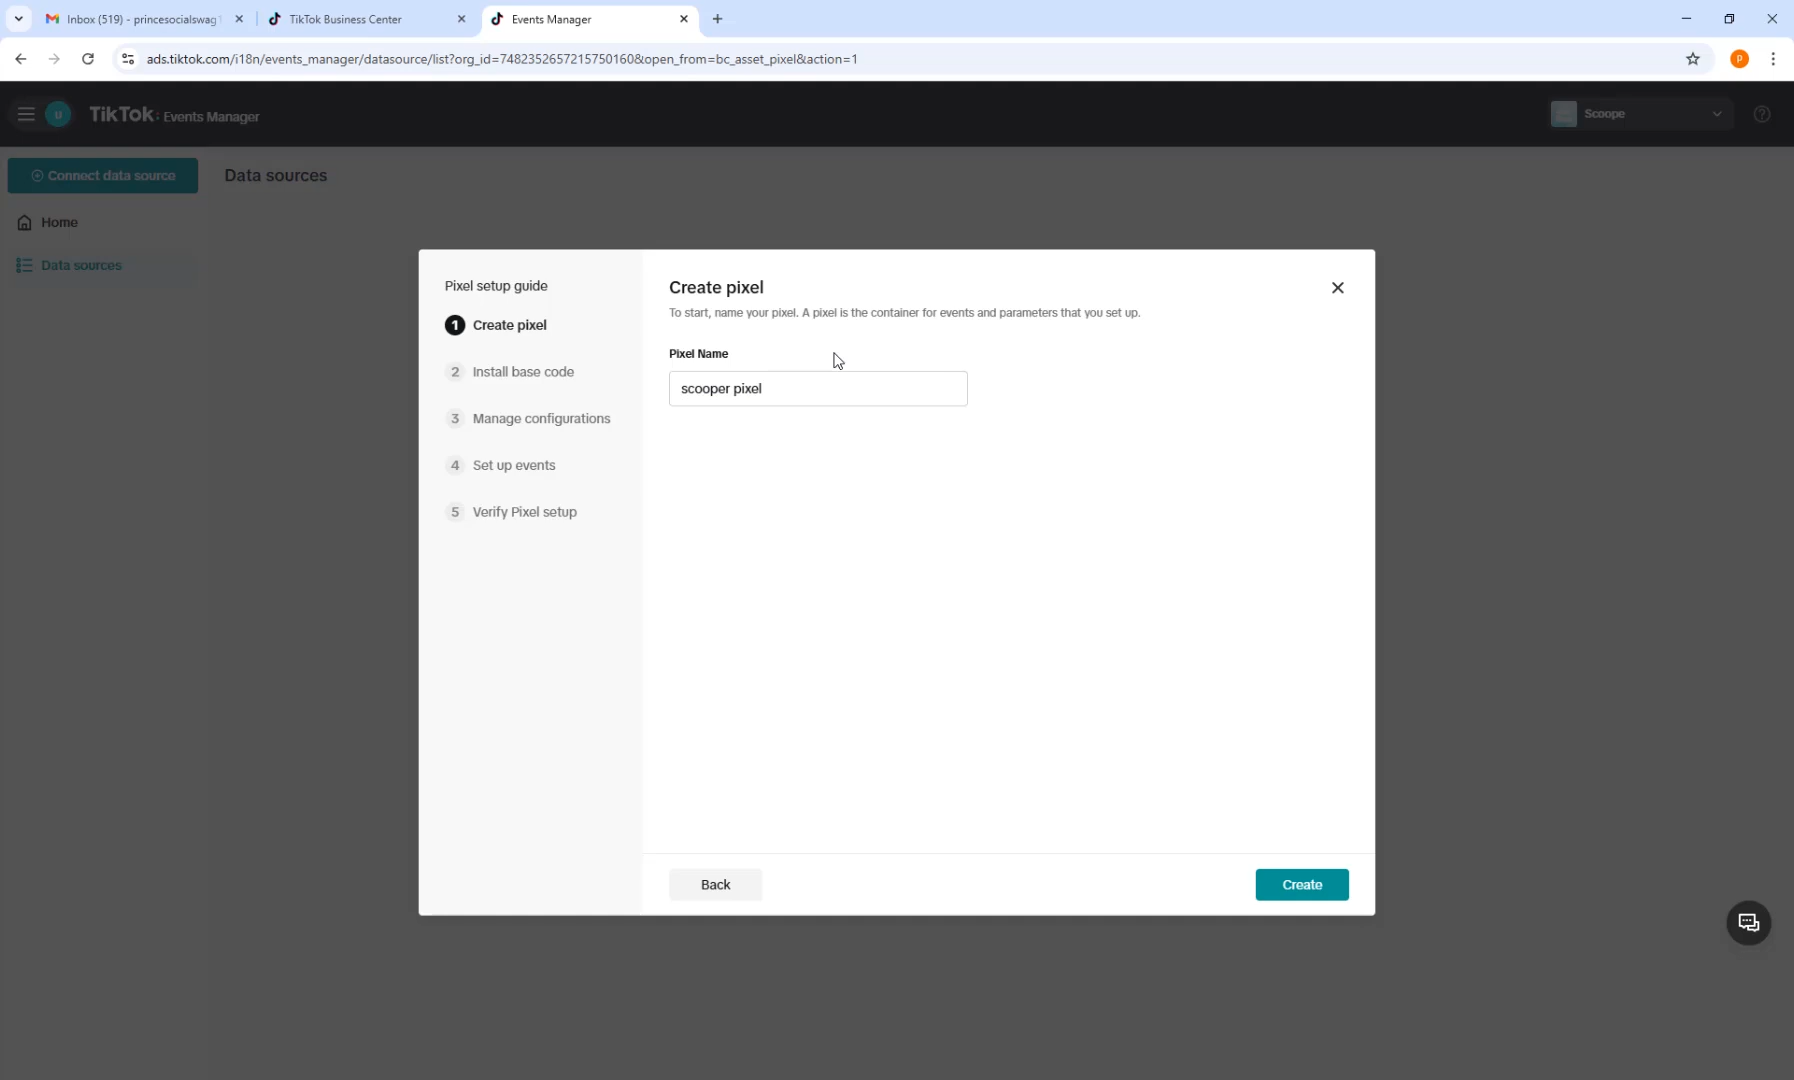 Inbox (519) - princesocialswag1
TikTok Business Center
Events Manager
ads.tiktok.com/i18n/events_manager/datasource/list?org_id=7482352657215750160&open_from=bc_asset_pixel&action=1
P
U
TikTok: Events Manager
Scoope
Connect data source
Data sources
Home
Data sources
Pixel setup guide
1 Create pixel
2 Install base code
3 Manage configurations
4 Set up events
5 Verify Pixel setup
Create pixel
To start, name your pixel. A pixel is the container for events and parameters that you set up.
Pixel Name
scooper pixel
Back
Create